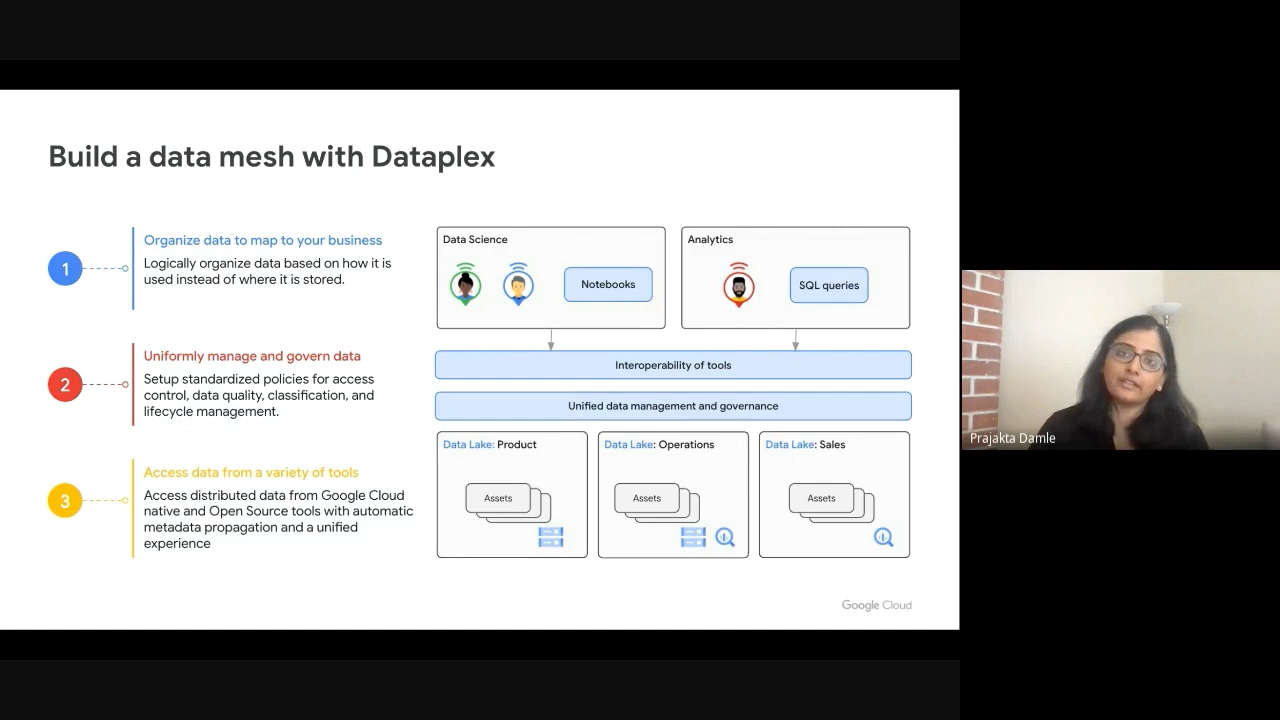 Build a data mesh with Dataplex
1
Organize data to map to your business
Logically organize data based on how it is
used instead of where it is stored.
2
Uniformly manage and govern data
Setup standardized policies for access
control, data quality, classification, and
lifecycle management.
3
Access data from a variety of tools
Access distributed data from Google Cloud
native and Open Source tools with automatic
metadata propagation and a unified
experience
Data Science
Notebooks
Analytics
SQL queries
Interoperability of tools
Unified data management and governance
Data Lake: Product
Assets
Data Lake: Operations
Assets
Data Lake: Sales
Assets
Google Cloud
Prajakta Damle